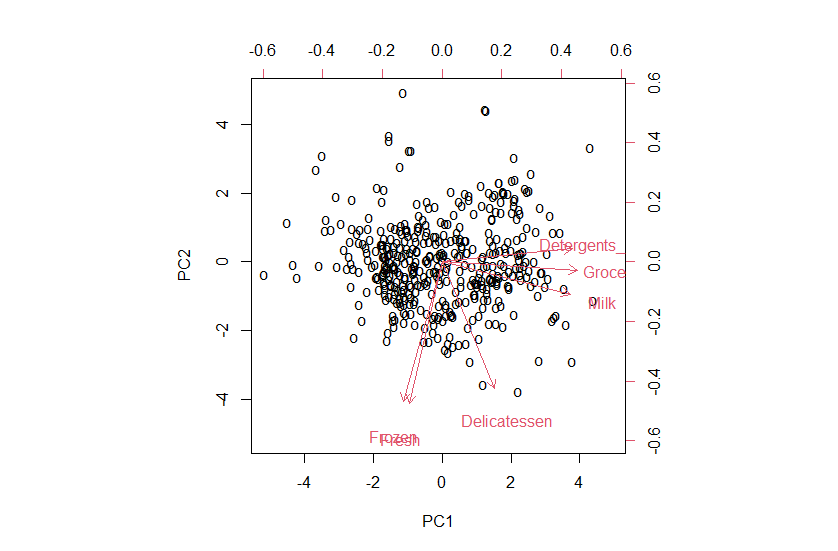 -0.6 -0.4 -0.2 0.0 0.2 0.4 0.6
4
2
0
-2
-4
PC2
0.6
0.4
0.2
0.0
-0.2
-0.4
-0.6
Detergents_
Groce
Milk
Delicatessen
Frozen
Fresh
-4 -2 0 2 4
PC1